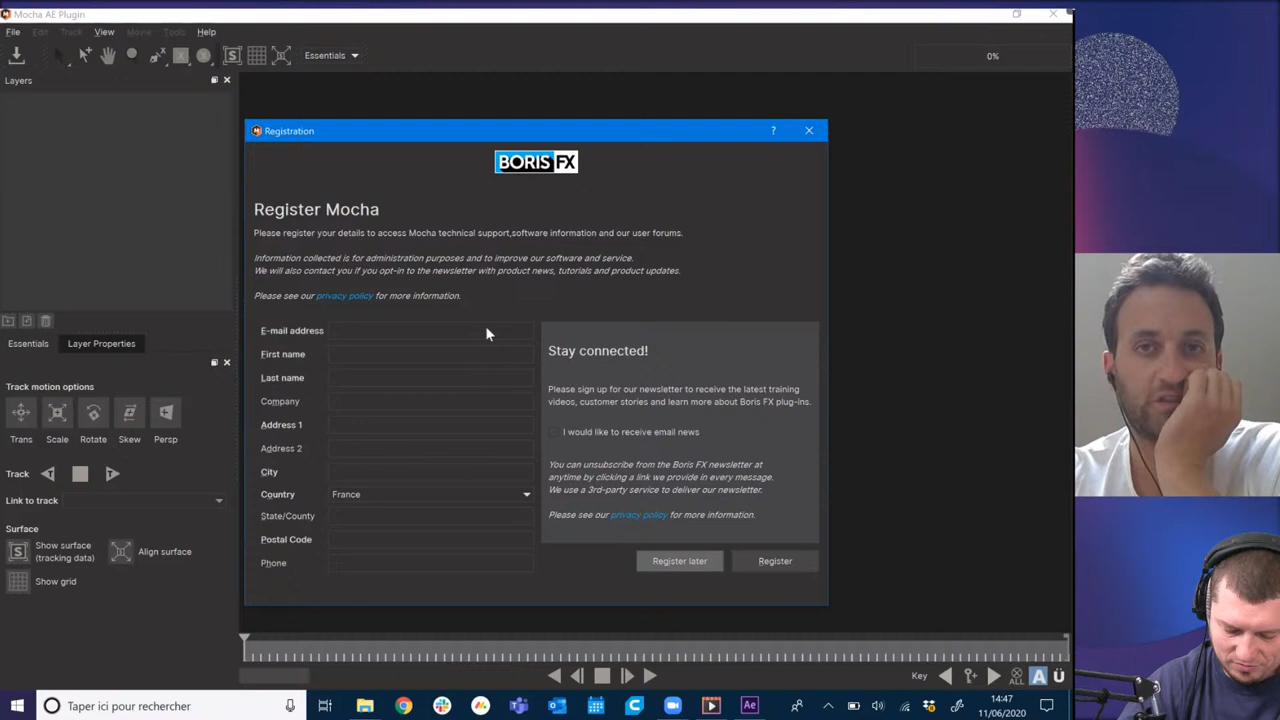 Mocha AE Plugin
File Edit Track View Movie Tools Help
S Essentials 0%
Layers
Registration ?
BORIS FX
Register Mocha
Please register your details to access Mocha technical support,software information and our user forums.
Information collected is for administration purposes and to improve our software and service.
We will also contact you if you opt-in to the newsletter with product news, tutorials and product updates.
Please see our privacy policy for more information.
E-mail address
First name
Last name
Company
Address 1
Address 2
City
Country France
State/County
Postal Code
Phone
Stay connected!
Please sign up for our newsletter to receive the latest training
videos, customer stories and learn more about Boris FX plug-ins.
I would like to receive email news
You can unsubscribe from the Boris FX newsletter at
anytime by clicking a link we provide in every message.
We use a 3rd-party service to deliver our newsletter.
Please see our privacy policy for more information.
Register later Register
Essentials Layer Properties
Track motion options
Trans Scale Rotate Skew Persp
Track
Link to track
Surface
S Show surface
(tracking data)
Align surface
Show grid
Key ALL A Ü
Taper ici pour rechercher
Ae
14:47
11/06/2020